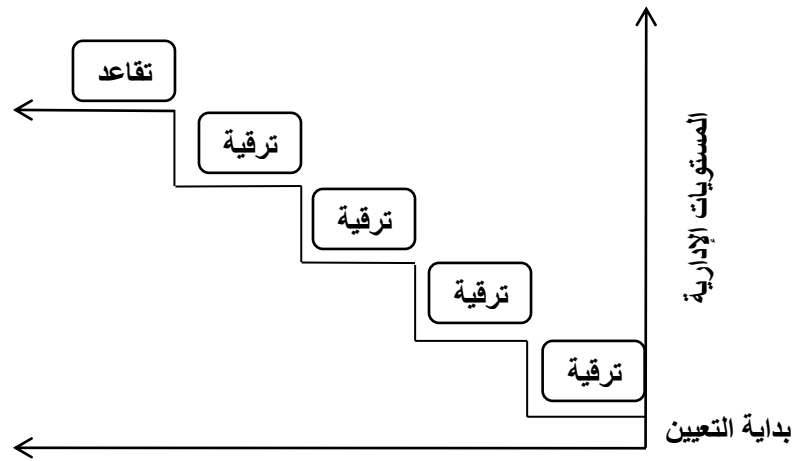 تقاعد
ترقية
ترقية
ترقية
ترقية
المستويات الإدارية
بداية التعيين